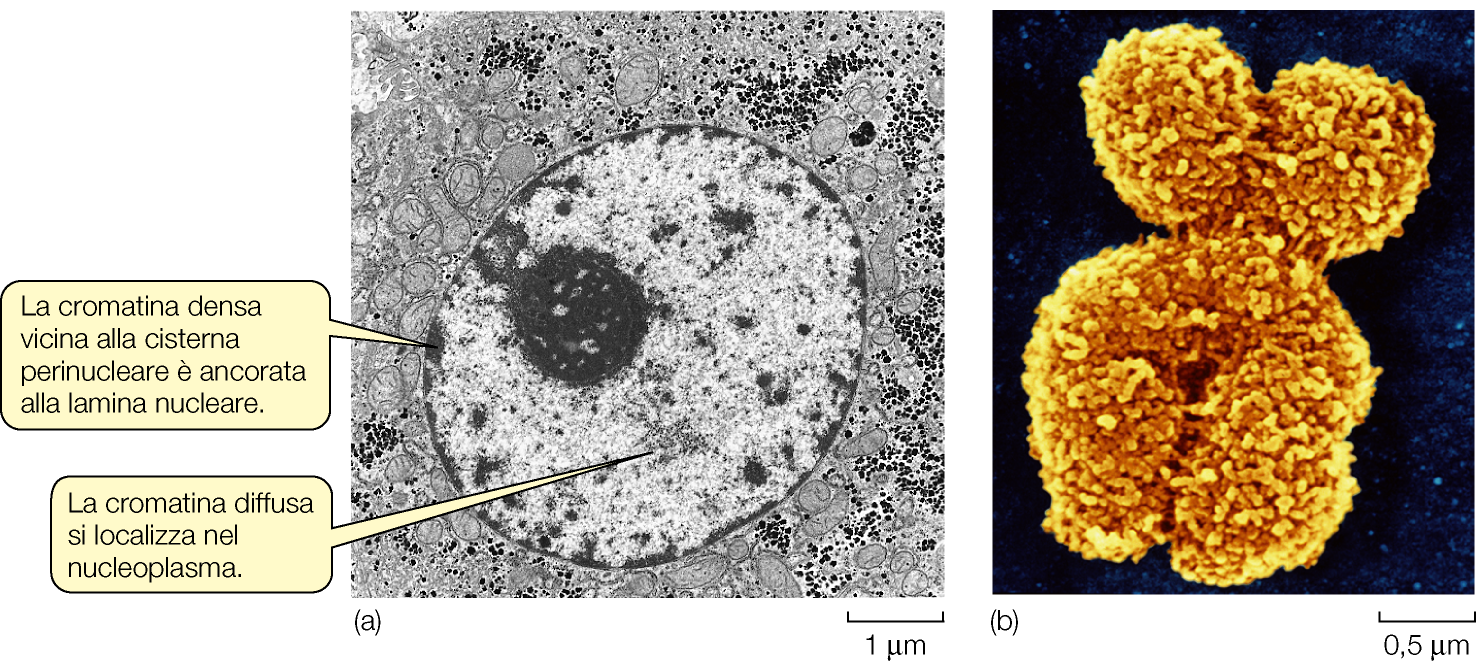 La cromatina densa
vicina alla cisterna
perinucleare è ancorata
alla lamina nucleare.
La cromatina diffusa
si localizza nel
nucleoplasma.
(a)
1 μm
(b)
0,5 μm